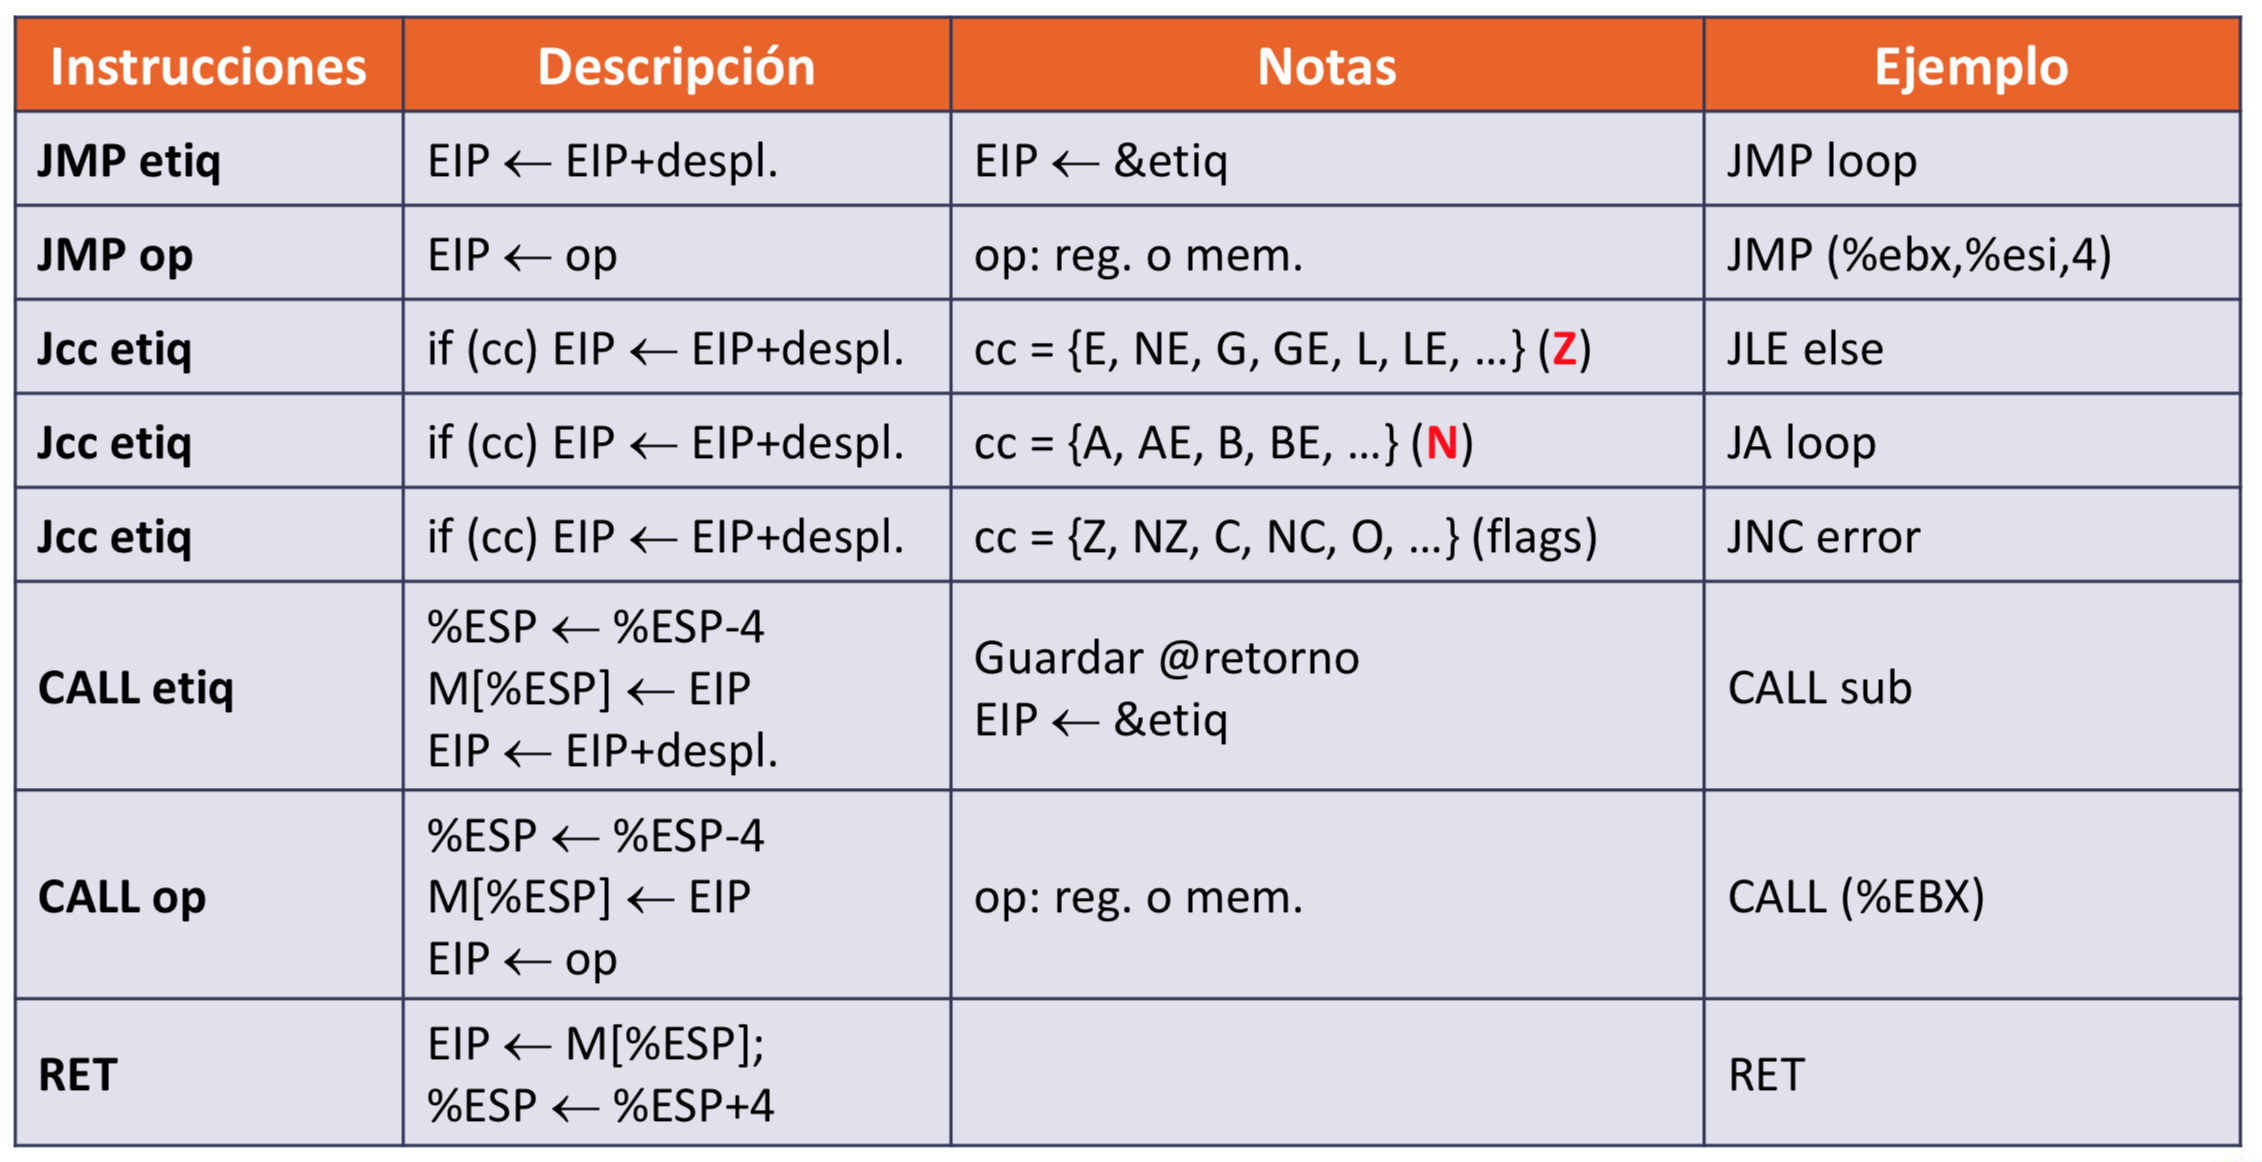 Instrucciones Descripción Notas Ejemplo
JMP etiq EIP ← EIP+despl. EIP ← &etiq JMP loop
JMP op EIP ← op op: reg. o mem. JMP (%ebx,%esi,4)
Jcc etiq if (cc) EIP ← EIP+despl. cc = {E, NE, G, GE, L, LE, ...} (Z) JLE else
Jcc etiq if (cc) EIP ← EIP+despl. cc = {A, AE, B, BE, ...} (N) JA loop
Jcc etiq if (cc) EIP ← EIP+despl. cc = {Z, NZ, C, NC, O, ...} (flags) JNC error
CALL etiq
%ESP ← %ESP-4
M[%ESP] ← EIP
EIP ← EIP+despl.
Guardar @retorno
EIP ← &etiq
CALL sub
CALL op
%ESP ← %ESP-4
M[%ESP] ← EIP
EIP ← op
op: reg. o mem.
CALL (%EBX)
RET
EIP ← M[%ESP];
%ESP ← %ESP+4
RET